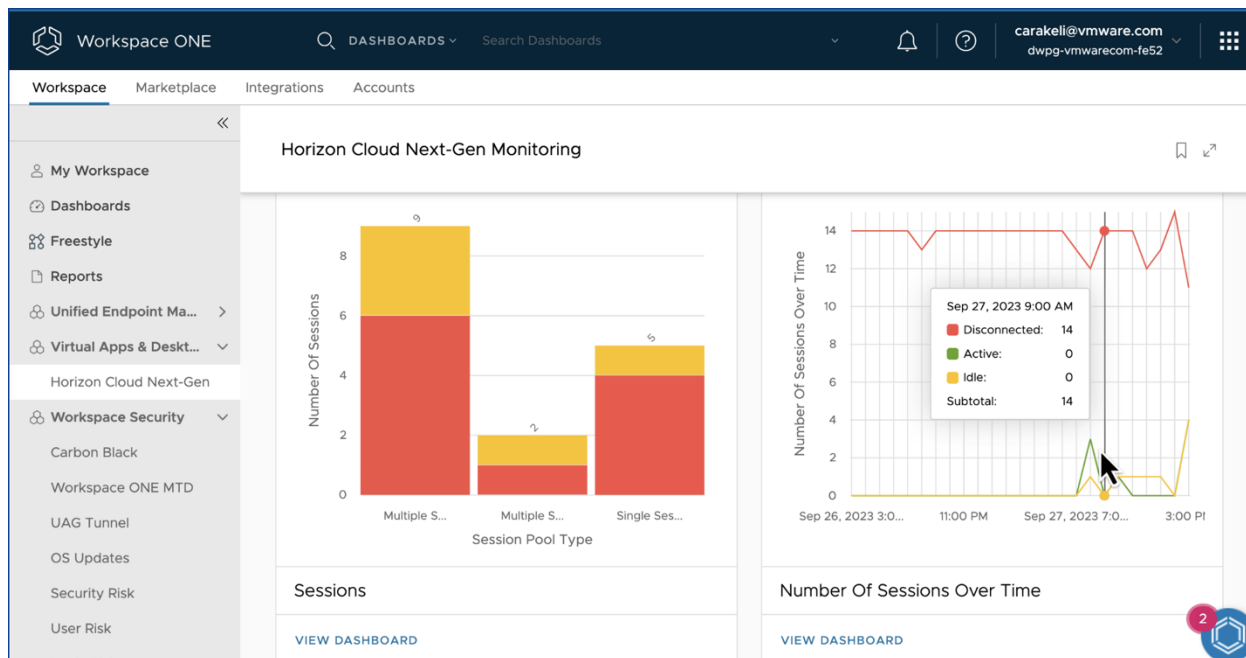 Workspace ONE
DASHBOARDS
Search Dashboards
carakeli@vmware.com
dwpg-vmwarecom-fe52
Workspace
Marketplace
Integrations
Accounts
My Workspace
Dashboards
Freestyle
Reports
Unified Endpoint Ma...
Virtual Apps & Deskt...
Horizon Cloud Next-Gen
Workspace Security
Carbon Black
Workspace ONE MTD
UAG Tunnel
OS Updates
Security Risk
User Risk
Horizon Cloud Next-Gen Monitoring
Number Of Sessions
8
6
4
2
0
9
2
5
Multiple S...
Multiple S...
Single Ses...
Session Pool Type
Sessions
VIEW DASHBOARD
Number Of Sessions Over Time
14
12
10
8
6
4
2
0
Sep 27, 2023 9:00 AM
Disconnected: 14
Active: 0
Idle: 0
Subtotal: 14
Sep 26, 2023 3:0...
11:00 PM
Sep 27, 2023 7:0...
3:00 PM
Number Of Sessions Over Time
VIEW DASHBOARD
2